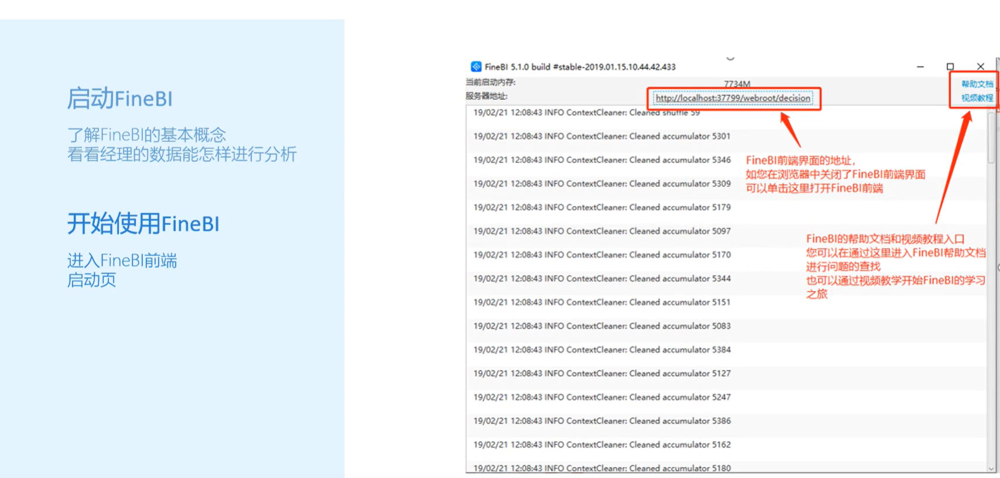 启动FineBI
了解FineBI的基本概念
看看经理的数据能怎样进行分析
开始使用FineBI
进入FineBI前端
启动页
FineBI 5.1.0 build #stable-2019.01.15.10.44.42.433
当前启动内存:
7734M
帮助文档
服务器地址:
http://localhost:37799/webroot/decision
视频教程
19/02/21 12:08:43 INFO ContextCleaner: Cleaned shuffle 59
19/02/21 12:08:43 INFO ContextCleaner: Cleaned accumulator 5301
19/02/21 12:08:43 INFO ContextCleaner: Cleaned accumulator 5346
19/02/21 12:08:43 INFO ContextCleaner: Cleaned accumulator 5309
19/02/21 12:08:43 INFO ContextCleaner: Cleaned accumulator 5179
19/02/21 12:08:43 INFO ContextCleaner: Cleaned accumulator 5097
19/02/21 12:08:43 INFO ContextCleaner: Cleaned accumulator 5170
19/02/21 12:08:43 INFO ContextCleaner: Cleaned accumulator 5344
19/02/21 12:08:43 INFO ContextCleaner: Cleaned accumulator 5151
19/02/21 12:08:43 INFO ContextCleaner: Cleaned accumulator 5083
19/02/21 12:08:43 INFO ContextCleaner: Cleaned accumulator 5384
19/02/21 12:08:43 INFO ContextCleaner: Cleaned accumulator 5127
19/02/21 12:08:43 INFO ContextCleaner: Cleaned accumulator 5247
19/02/21 12:08:43 INFO ContextCleaner: Cleaned accumulator 5386
19/02/21 12:08:43 INFO ContextCleaner: Cleaned accumulator 5162
19/02/21 12:08:43 INFO ContextCleaner: Cleaned accumulator 5180
FineBI前端界面的地址,
如您在浏览器中关闭了FineBI前端界面
可以单击这里打开FineBI前端
FineBI的帮助文档和视频教程入口
您可以在通过这里进入FineBI帮助文档
进行问题的查找
也可以通过视频教学开始FineBI的学习
之旅